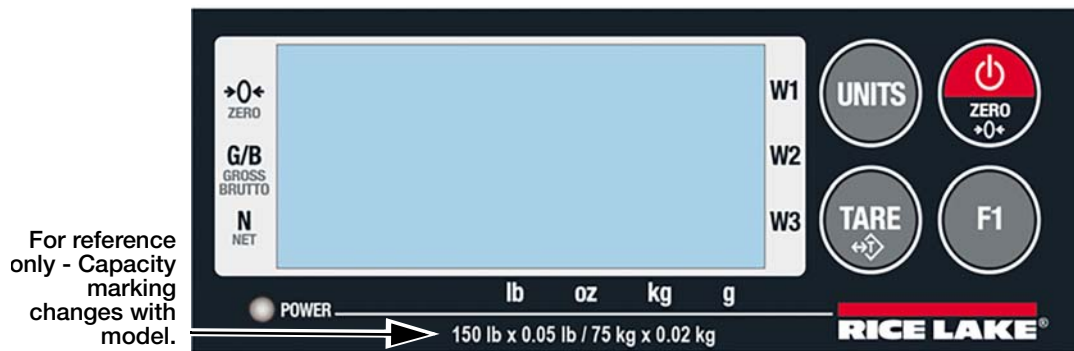 →0←
ZERO
G/B
GROSS
BRUTTO
N
NET
W1
W2
W3
UNITS
ZERO
→0←
TARE
↔T
F1
lb oz kg g
POWER
150 lb x 0.05 lb / 75 kg x 0.02 kg
RICE LAKE®
For reference
only - Capacity
marking
changes with
model.